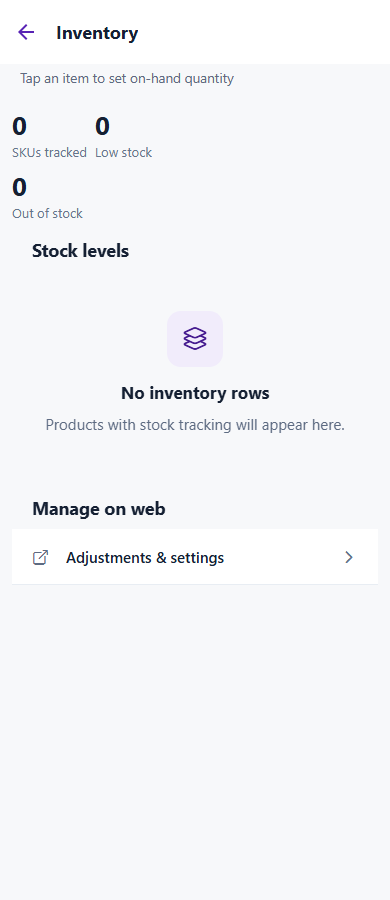 Inventory
Tap an item to set on-hand quantity
0 0
SKUs tracked Low stock
0
Out of stock
Stock levels
No inventory rows
Products with stock tracking will appear here.
Manage on web
Adjustments & settings